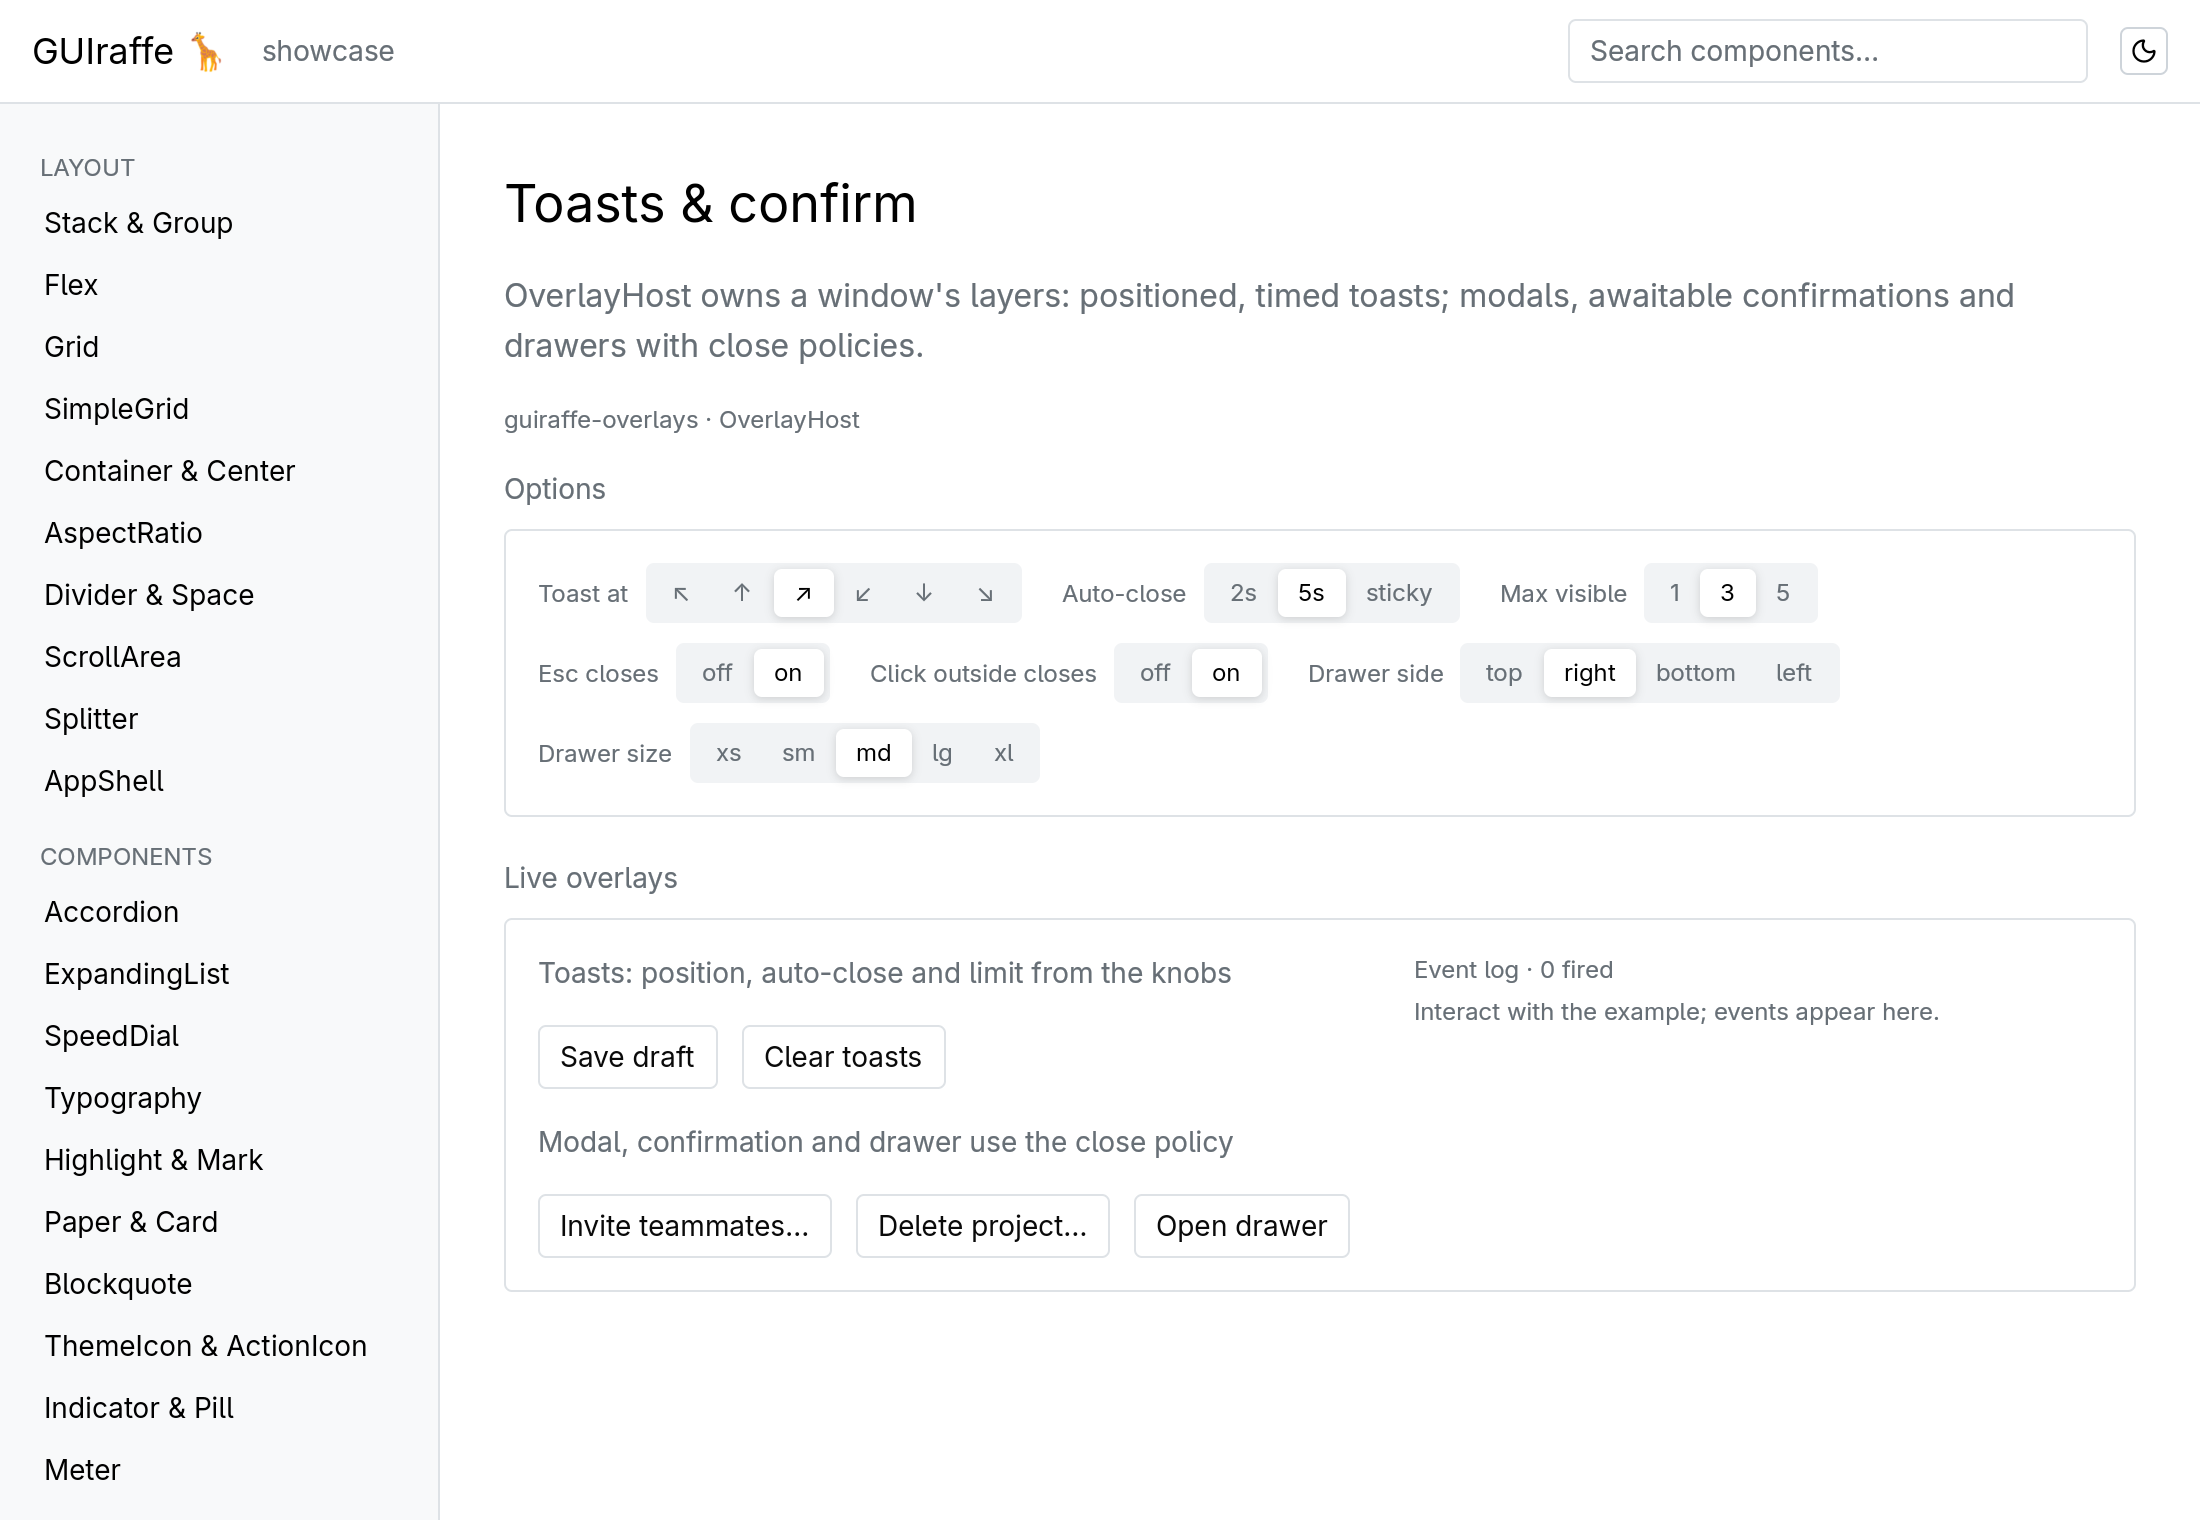 GUIraffe 🦒 showcase Search components...
LAYOUT
Stack & Group
Flex
Grid
SimpleGrid
Container & Center
AspectRatio
Divider & Space
ScrollArea
Splitter
AppShell
COMPONENTS
Accordion
ExpandingList
SpeedDial
Typography
Highlight & Mark
Paper & Card
Blockquote
ThemeIcon & ActionIcon
Indicator & Pill
Meter
Toasts & confirm
OverlayHost owns a window's layers: positioned, timed toasts; modals, awaitable confirmations and
drawers with close policies.
guiraffe-overlays · OverlayHost
Options
Toast at ↖ ↑ ↗ ↙ ↓ ↘ Auto-close 2s 5s sticky Max visible 1 3 5
Esc closes off on Click outside closes off on Drawer side top right bottom left
Drawer size xs sm md lg xl
Live overlays
Toasts: position, auto-close and limit from the knobs
Save draft Clear toasts
Modal, confirmation and drawer use the close policy
Invite teammates... Delete project... Open drawer
Event log · 0 fired
Interact with the example; events appear here.